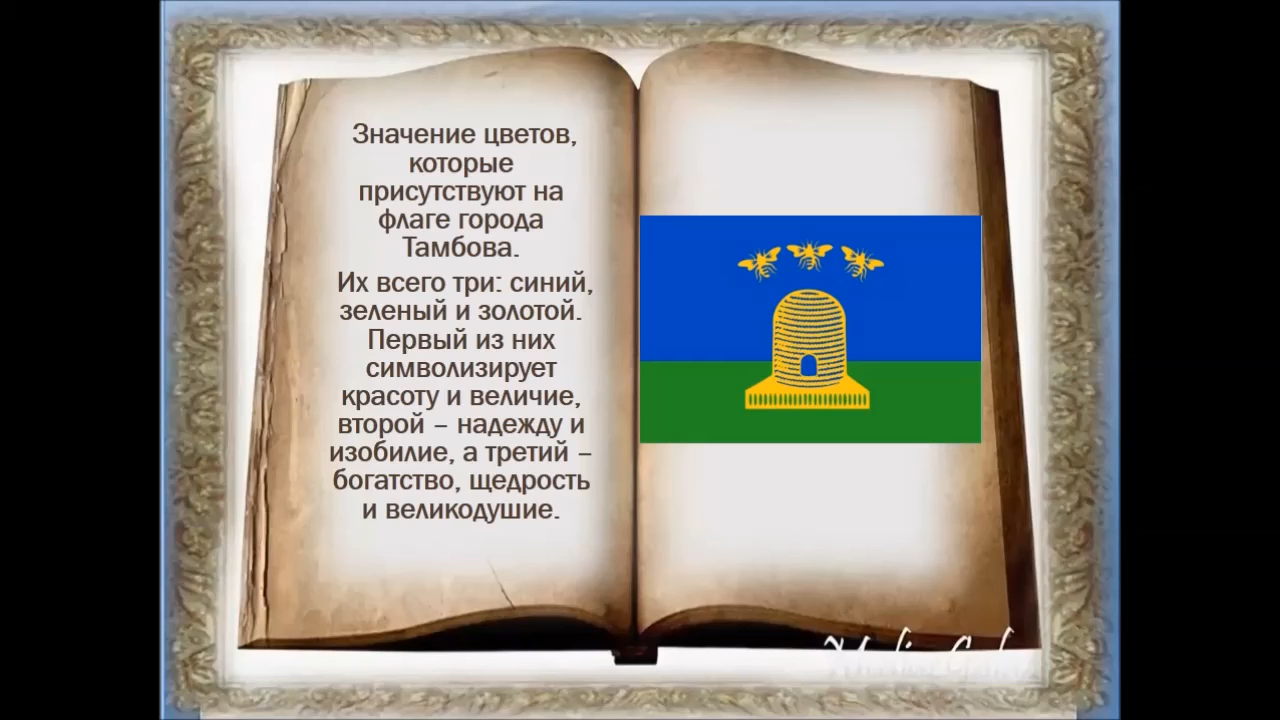 Значение цветов,
которые
присутствуют на
флаге города
Тамбова.
Их всего три: синий,
зеленый и золотой.
Первый из них
символизирует
красоту и величие,
второй – надежду и
изобилие, а третий –
богатство, щедрость
и великодушие.